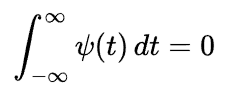 ∫_{-∞}^{∞} ψ(t) dt = 0